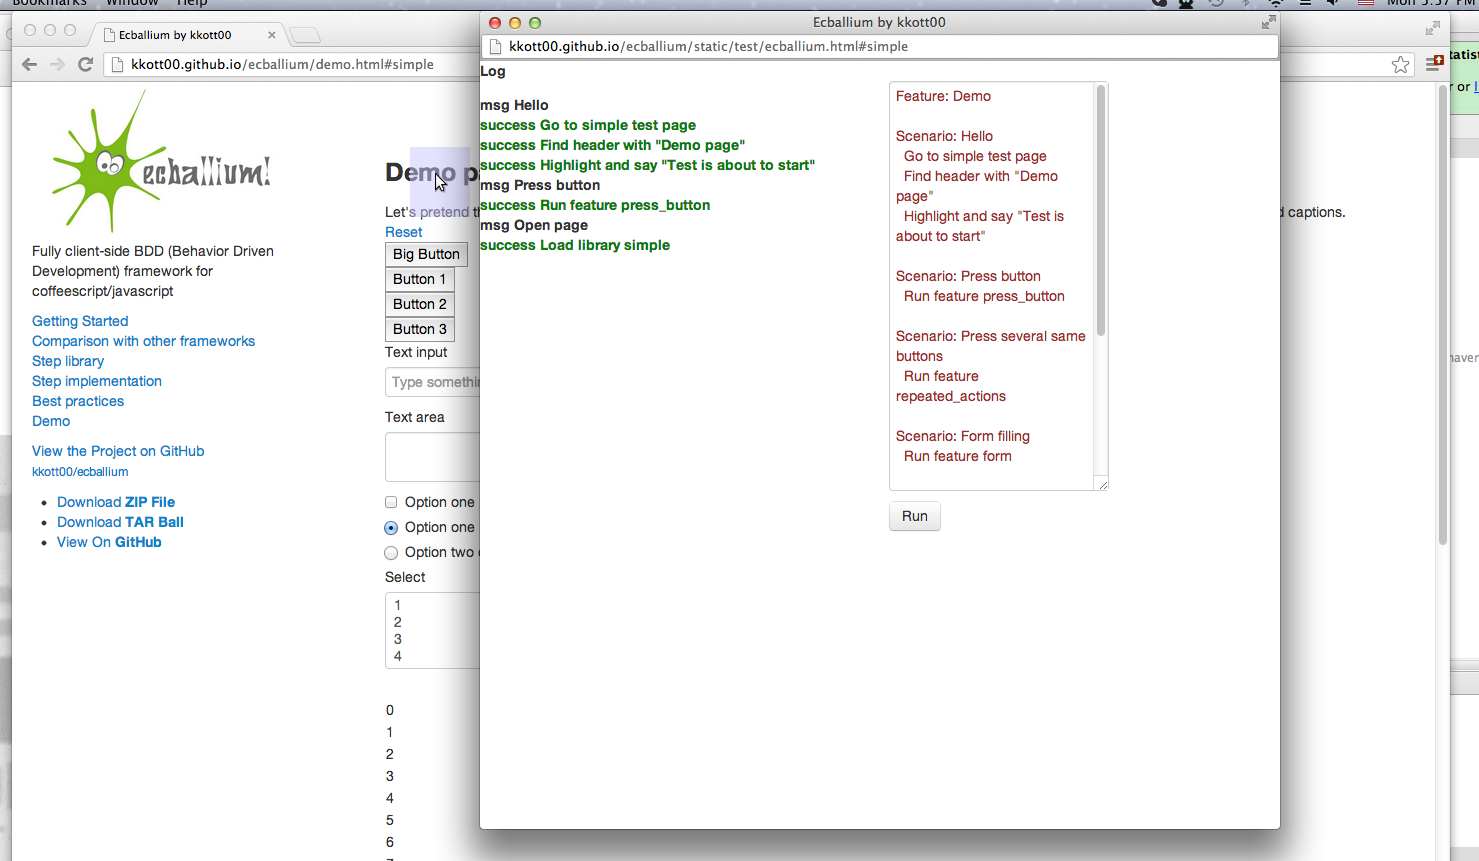 Bookmarks Window Help
Mon 5:57 PM
Ecballium by kkott00
kkott00.github.io/ecballium/demo.html#simple
ecballium!
Fully client-side BDD (Behavior Driven
Development) framework for
coffeescript/javascript
Getting Started
Comparison with other frameworks
Step library
Step implementation
Best practices
Demo
View the Project on GitHub
kkott00/ecballium
• Download ZIP File
• Download TAR Ball
• View On GitHub
Demo p
Let's pretend th
d captions.
Reset
Big Button
Button 1
Button 2
Button 3
Text input
Type somethin
Text area
Option one
Option one
Option two
Select
1
2
3
4
0
1
2
3
4
5
6
Ecballium by kkott00
kkott00.github.io/ecballium/static/test/ecballium.html#simple
Log
msg Hello
success Go to simple test page
success Find header with "Demo page"
success Highlight and say "Test is about to start"
msg Press button
success Run feature press_button
msg Open page
success Load library simple
Feature: Demo
Scenario: Hello
Go to simple test page
Find header with "Demo
page"
Highlight and say "Test is
about to start"
Scenario: Press button
Run feature press_button
Scenario: Press several same
buttons
Run feature
repeated_actions
Scenario: Form filling
Run feature form
Run
tatist
r or l
haven